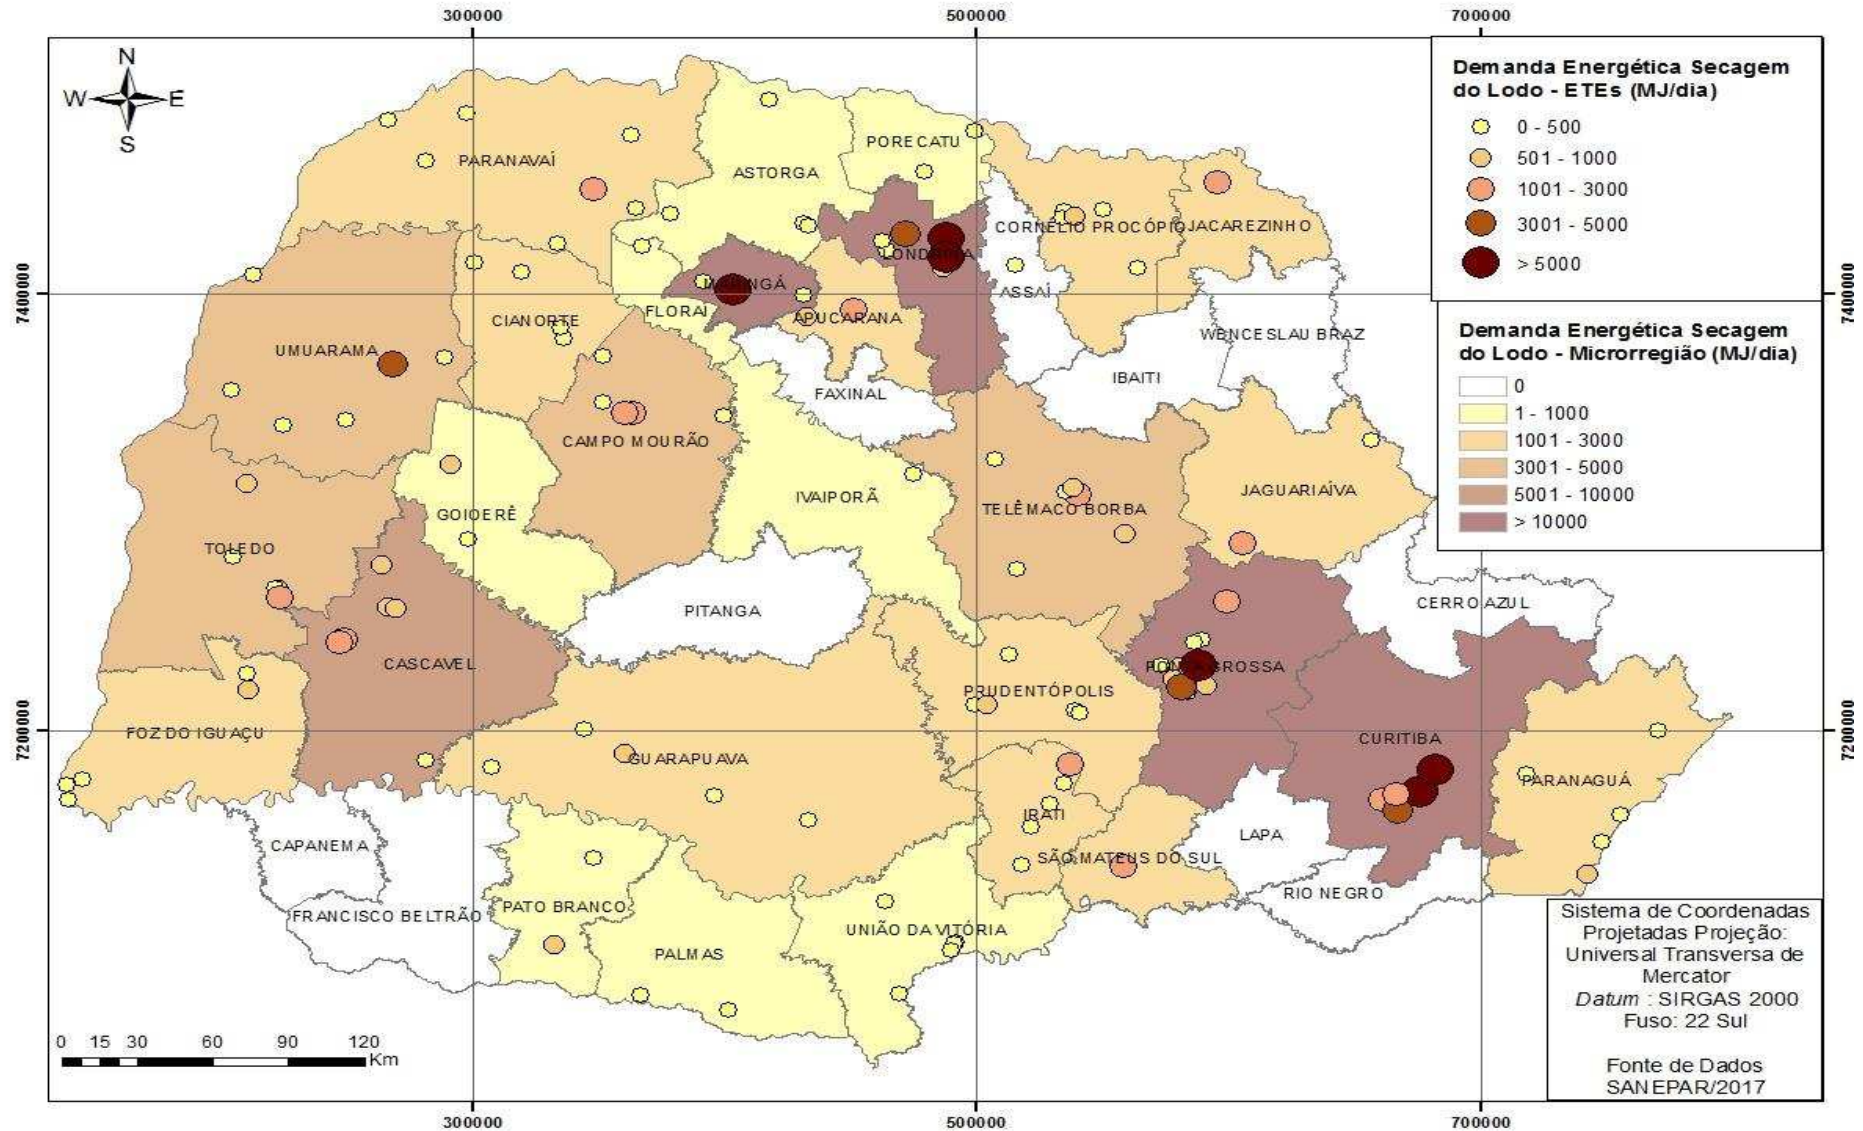 300000 500000 700000
N
W E
S
Demanda Energética Secagem
do Lodo - ETEs (MJ/dia)
0 - 500
501 - 1000
1001 - 3000
3001 - 5000
> 5000
Demanda Energética Secagem
do Lodo - Microrregião (MJ/dia)
0
1 - 1000
1001 - 3000
3001 - 5000
5001 - 10000
> 10000
7400000 7400000
7200000 7200000
PORECATU
PARANAVAÍ
ASTORGA
CORNÉLIO PROCÓPIO JACAREZINHO
LONDRINA
MARINGÁ
ASSAÍ
FLORAI
APUCARANA
CIANORTE
WENCESLAU BRAZ
UMUARAMA
IBAITI
FAXINAL
CAMPO MOURÃO
IVAIPORÃ
JAGUARIAÍVA
TELÊMACO BORBA
GOIOERÊ
TOLEDO
PITANGA
CERRO AZUL
CASCAVEL
PONTA GROSSA
PRUDENTÓPOLIS
FOZ DO IGUAÇU
CURITIBA
GUARAPUAVA
PARANAGUÁ
IRATI
LAPA
CAPANEMA
SÃO MATEUS DO SUL
RIO NEGRO
PATO BRANCO
FRANCISCO BELTRÃO
UNIÃO DA VITÓRIA
PALMAS
Sistema de Coordenadas
Projetadas Projeção:
Universal Transversa de
Mercator
Datum : SIRGAS 2000
Fuso: 22 Sul
Fonte de Dados
SANEPAR/2017
0 15 30 60 90 120
Km
300000 500000 700000